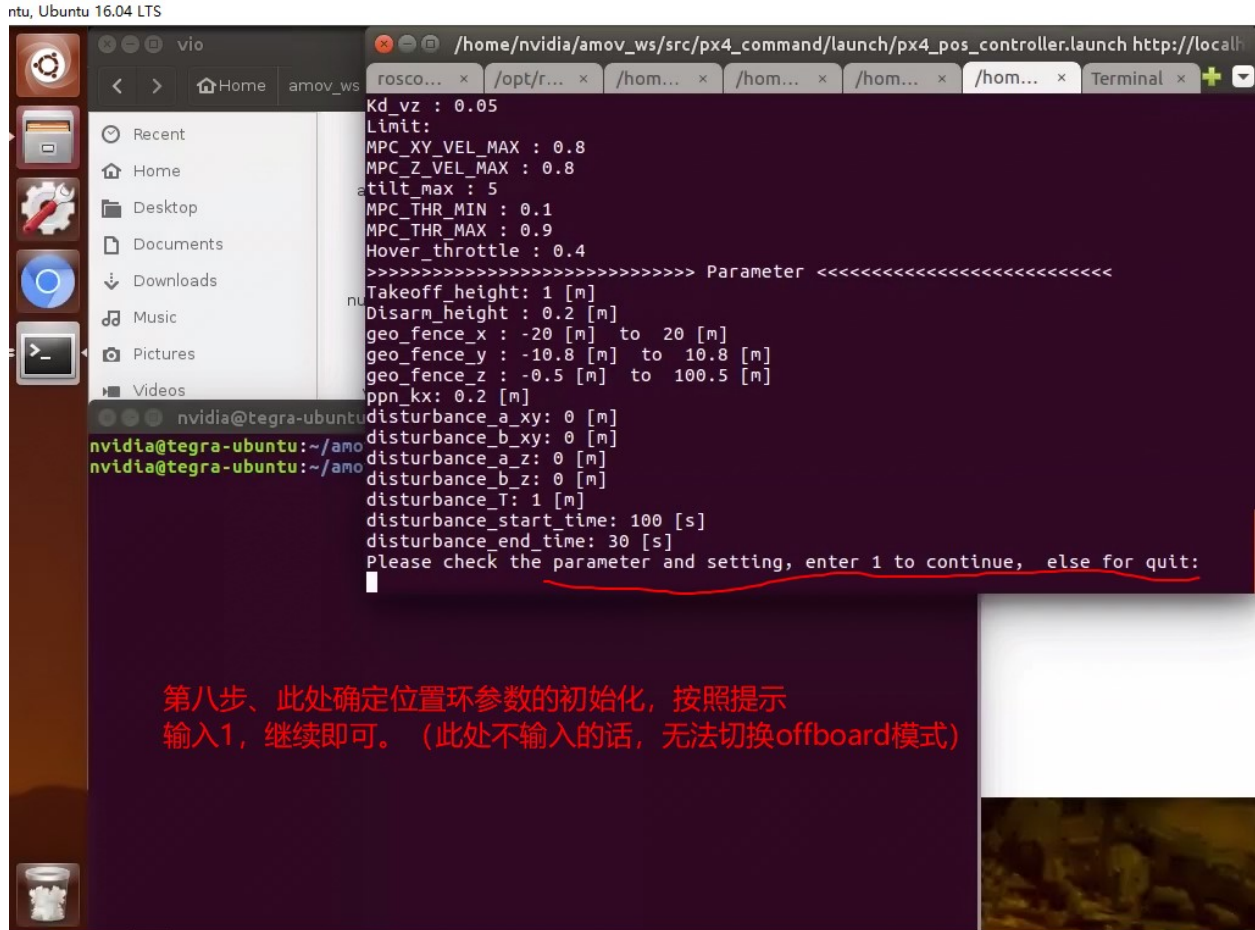 ntu, Ubuntu 16.04 LTS
vio
/home/nvidia/amov_ws/src/px4_command/launch/px4_pos_controller.launch http://localh
Home amov_ws
rosco... × /opt/r... × /hom... × /hom... × /hom... × /hom... × Terminal ×
Recent
Home
Desktop
Documents
Downloads
Music
Pictures
Videos
Kd_vz : 0.05
Limit:
MPC_XY_VEL_MAX : 0.8
MPC_Z_VEL_MAX : 0.8
tilt_max : 5
MPC_THR_MIN : 0.1
MPC_THR_MAX : 0.9
Hover_throttle : 0.4
>>>>>>>>>>>>>>>>>>>>>>>>>>>>>> Parameter <<<<<<<<<<<<<<<<<<<<<<<<<<<
Takeoff_height: 1 [m]
Disarm_height : 0.2 [m]
geo_fence_x : -20 [m] to 20 [m]
geo_fence_y : -10.8 [m] to 10.8 [m]
geo_fence_z : -0.5 [m] to 100.5 [m]
ppn_kx: 0.2 [m]
disturbance_a_xy: 0 [m]
disturbance_b_xy: 0 [m]
disturbance_a_z: 0 [m]
disturbance_b_z: 0 [m]
disturbance_T: 1 [m]
disturbance_start_time: 100 [s]
disturbance_end_time: 30 [s]
Please check the parameter and setting, enter 1 to continue, else for quit:
nvidia@tegra-ubuntu
nvidia@tegra-ubuntu:~/amo
nvidia@tegra-ubuntu:~/amo
第八步、此处确定位置环参数的初始化，按照提示
输入1，继续即可。（此处不输入的话，无法切换offboard模式）